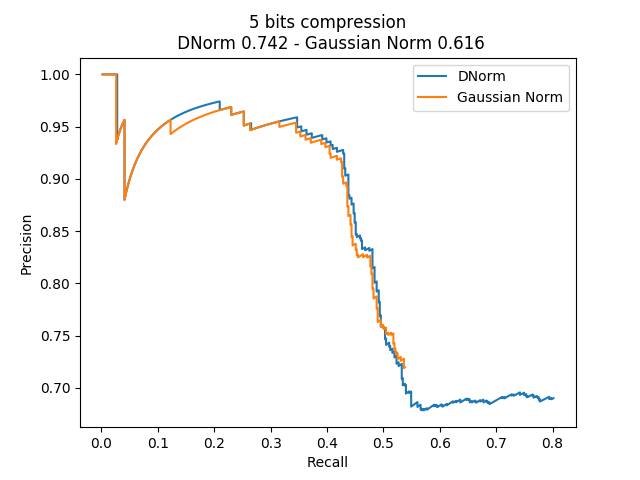 5 bits compression
DNorm 0.742 - Gaussian Norm 0.616
DNorm
Gaussian Norm
Precision
1.00
0.95
0.90
0.85
0.80
0.75
0.70
0.0 0.1 0.2 0.3 0.4 0.5 0.6 0.7 0.8
Recall